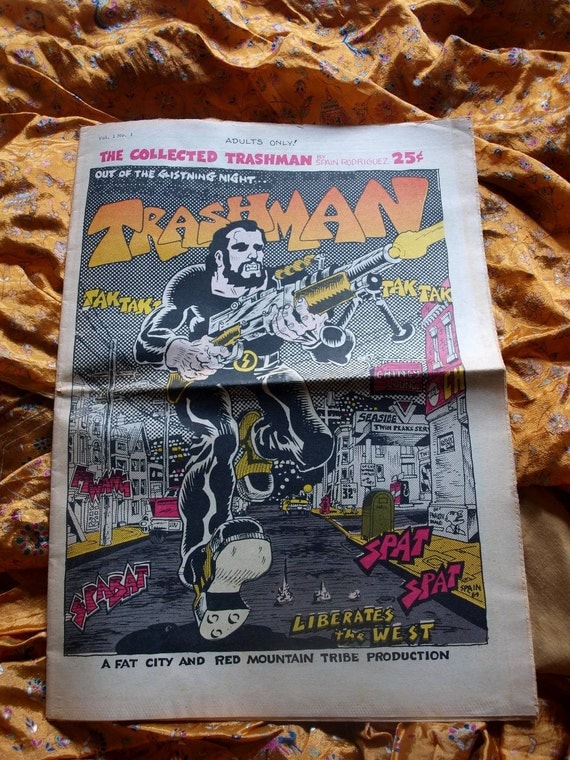 Vol. 1 No. 1
ADULTS ONLY!
THE COLLECTED TRASHMAN BY SPAIN RODRIGUEZ 25¢
OUT OF THE GLISTNING NIGHT...
TRASHMAN
TAK TAK!
TAK TAK
SEASIDE
TWIN PEAKS SER
SPAT
SPAT
SPAIN
69
LIBERATES
the WEST
A FAT CITY AND RED MOUNTAIN TRIBE PRODUCTION